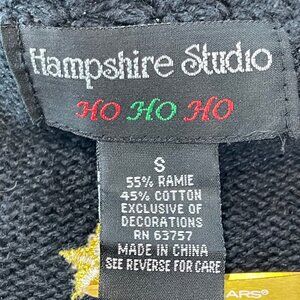 Hampshire Studio
HO HO HO
S
55% RAMIE
45% COTTON
EXCLUSIVE OF
DECORATIONS
RN 63757
MADE IN CHINA
SEE REVERSE FOR CARE